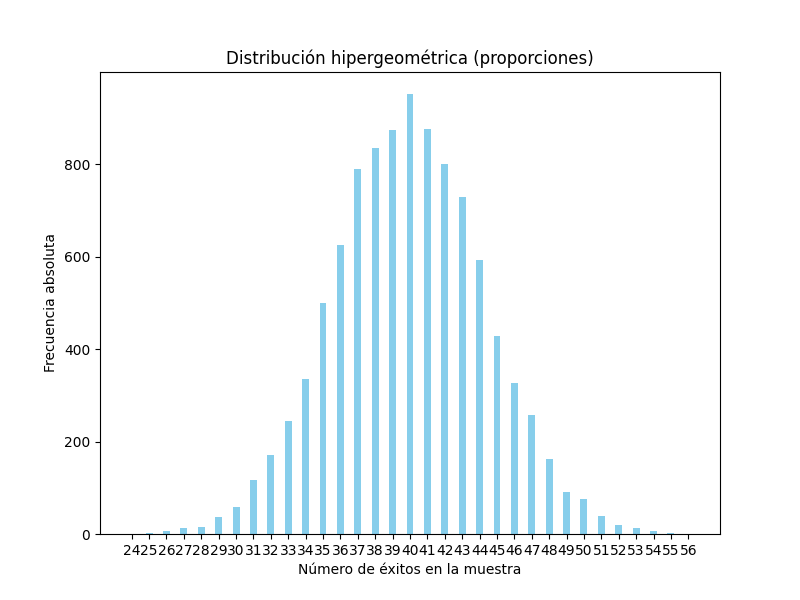 Distribución hipergeométrica (proporciones)
Frecuencia absoluta
800
600
400
200
0
24 25 26 27 28 29 30 31 32 33 34 35 36 37 38 39 40 41 42 43 44 45 46 47 48 49 50 51 52 53 54 55 56
Número de éxitos en la muestra